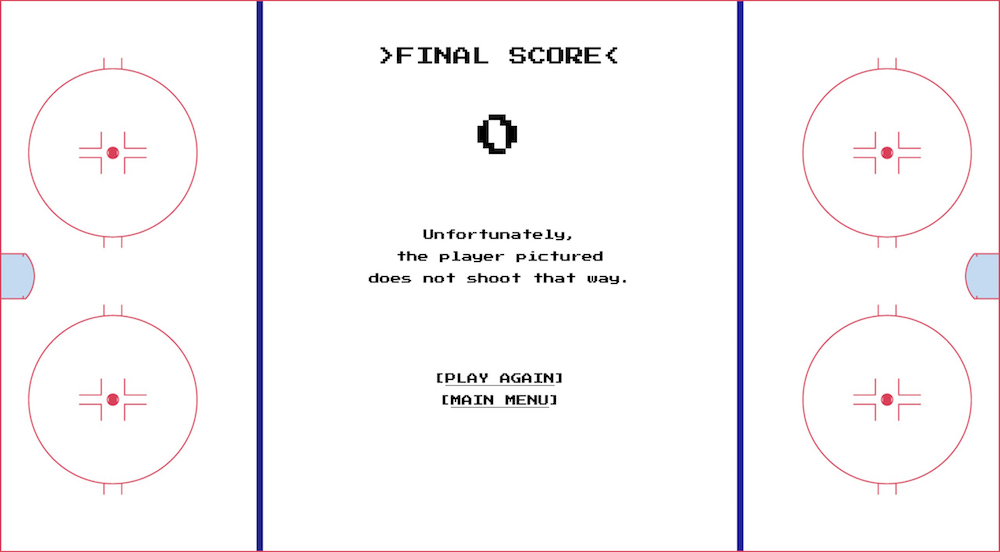 >FINAL SCORE<
0
Unfortunately,
the player pictured
does not shoot that way.
[PLAY AGAIN]
[MAIN MENU]